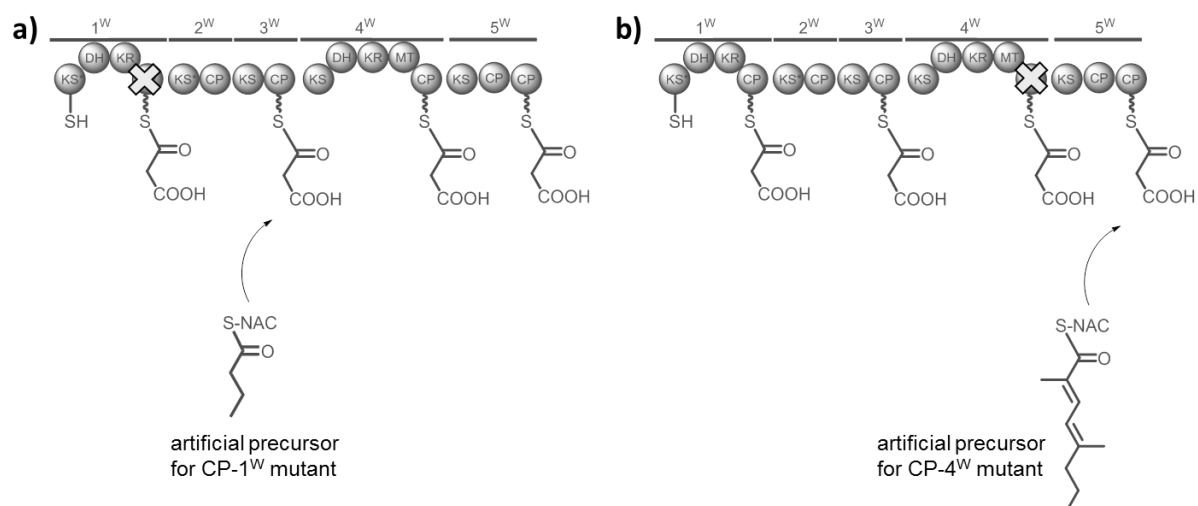 a)
1ᵂ 2ᵂ 3ᵂ 4ᵂ 5ᵂ
DH KR DH KR MT
KS* KS* CP KS CP KS CP KS CP CP
SH S S S S
O O O O
COOH COOH COOH COOH
S-NAC
O
artificial precursor
for CP-1ᵂ mutant
b)
1ᵂ 2ᵂ 3ᵂ 4ᵂ 5ᵂ
DH KR DH KR MT
KS* CP KS* CP KS CP KS KS CP CP
SH S S S S
O O O O
COOH COOH COOH COOH
S-NAC
O
artificial precursor
for CP-4ᵂ mutant